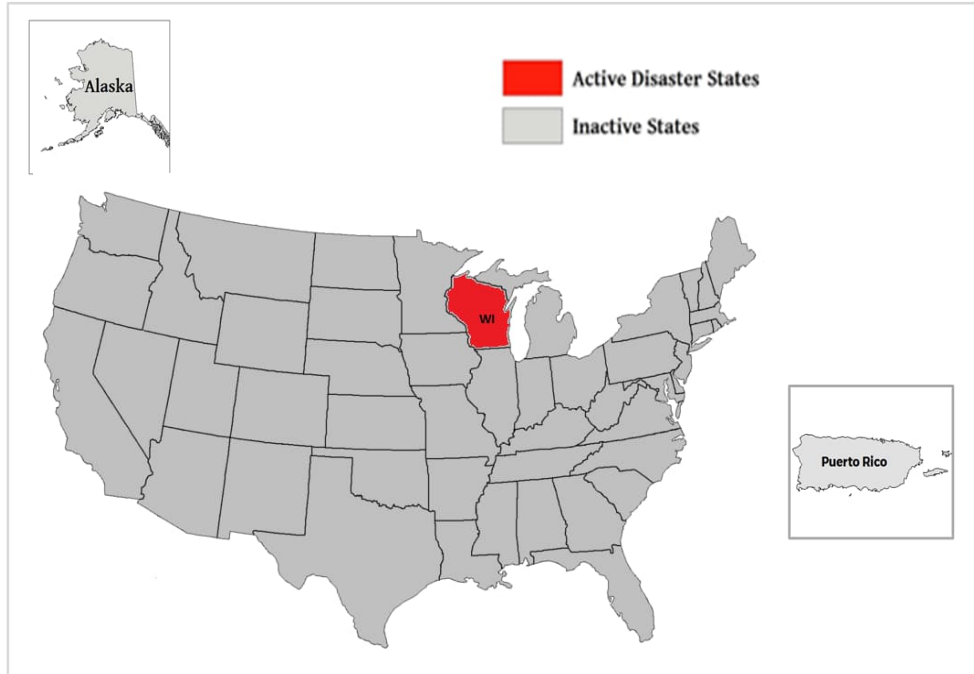 Alaska
Active Disaster States
Inactive States
WI
Puerto Rico